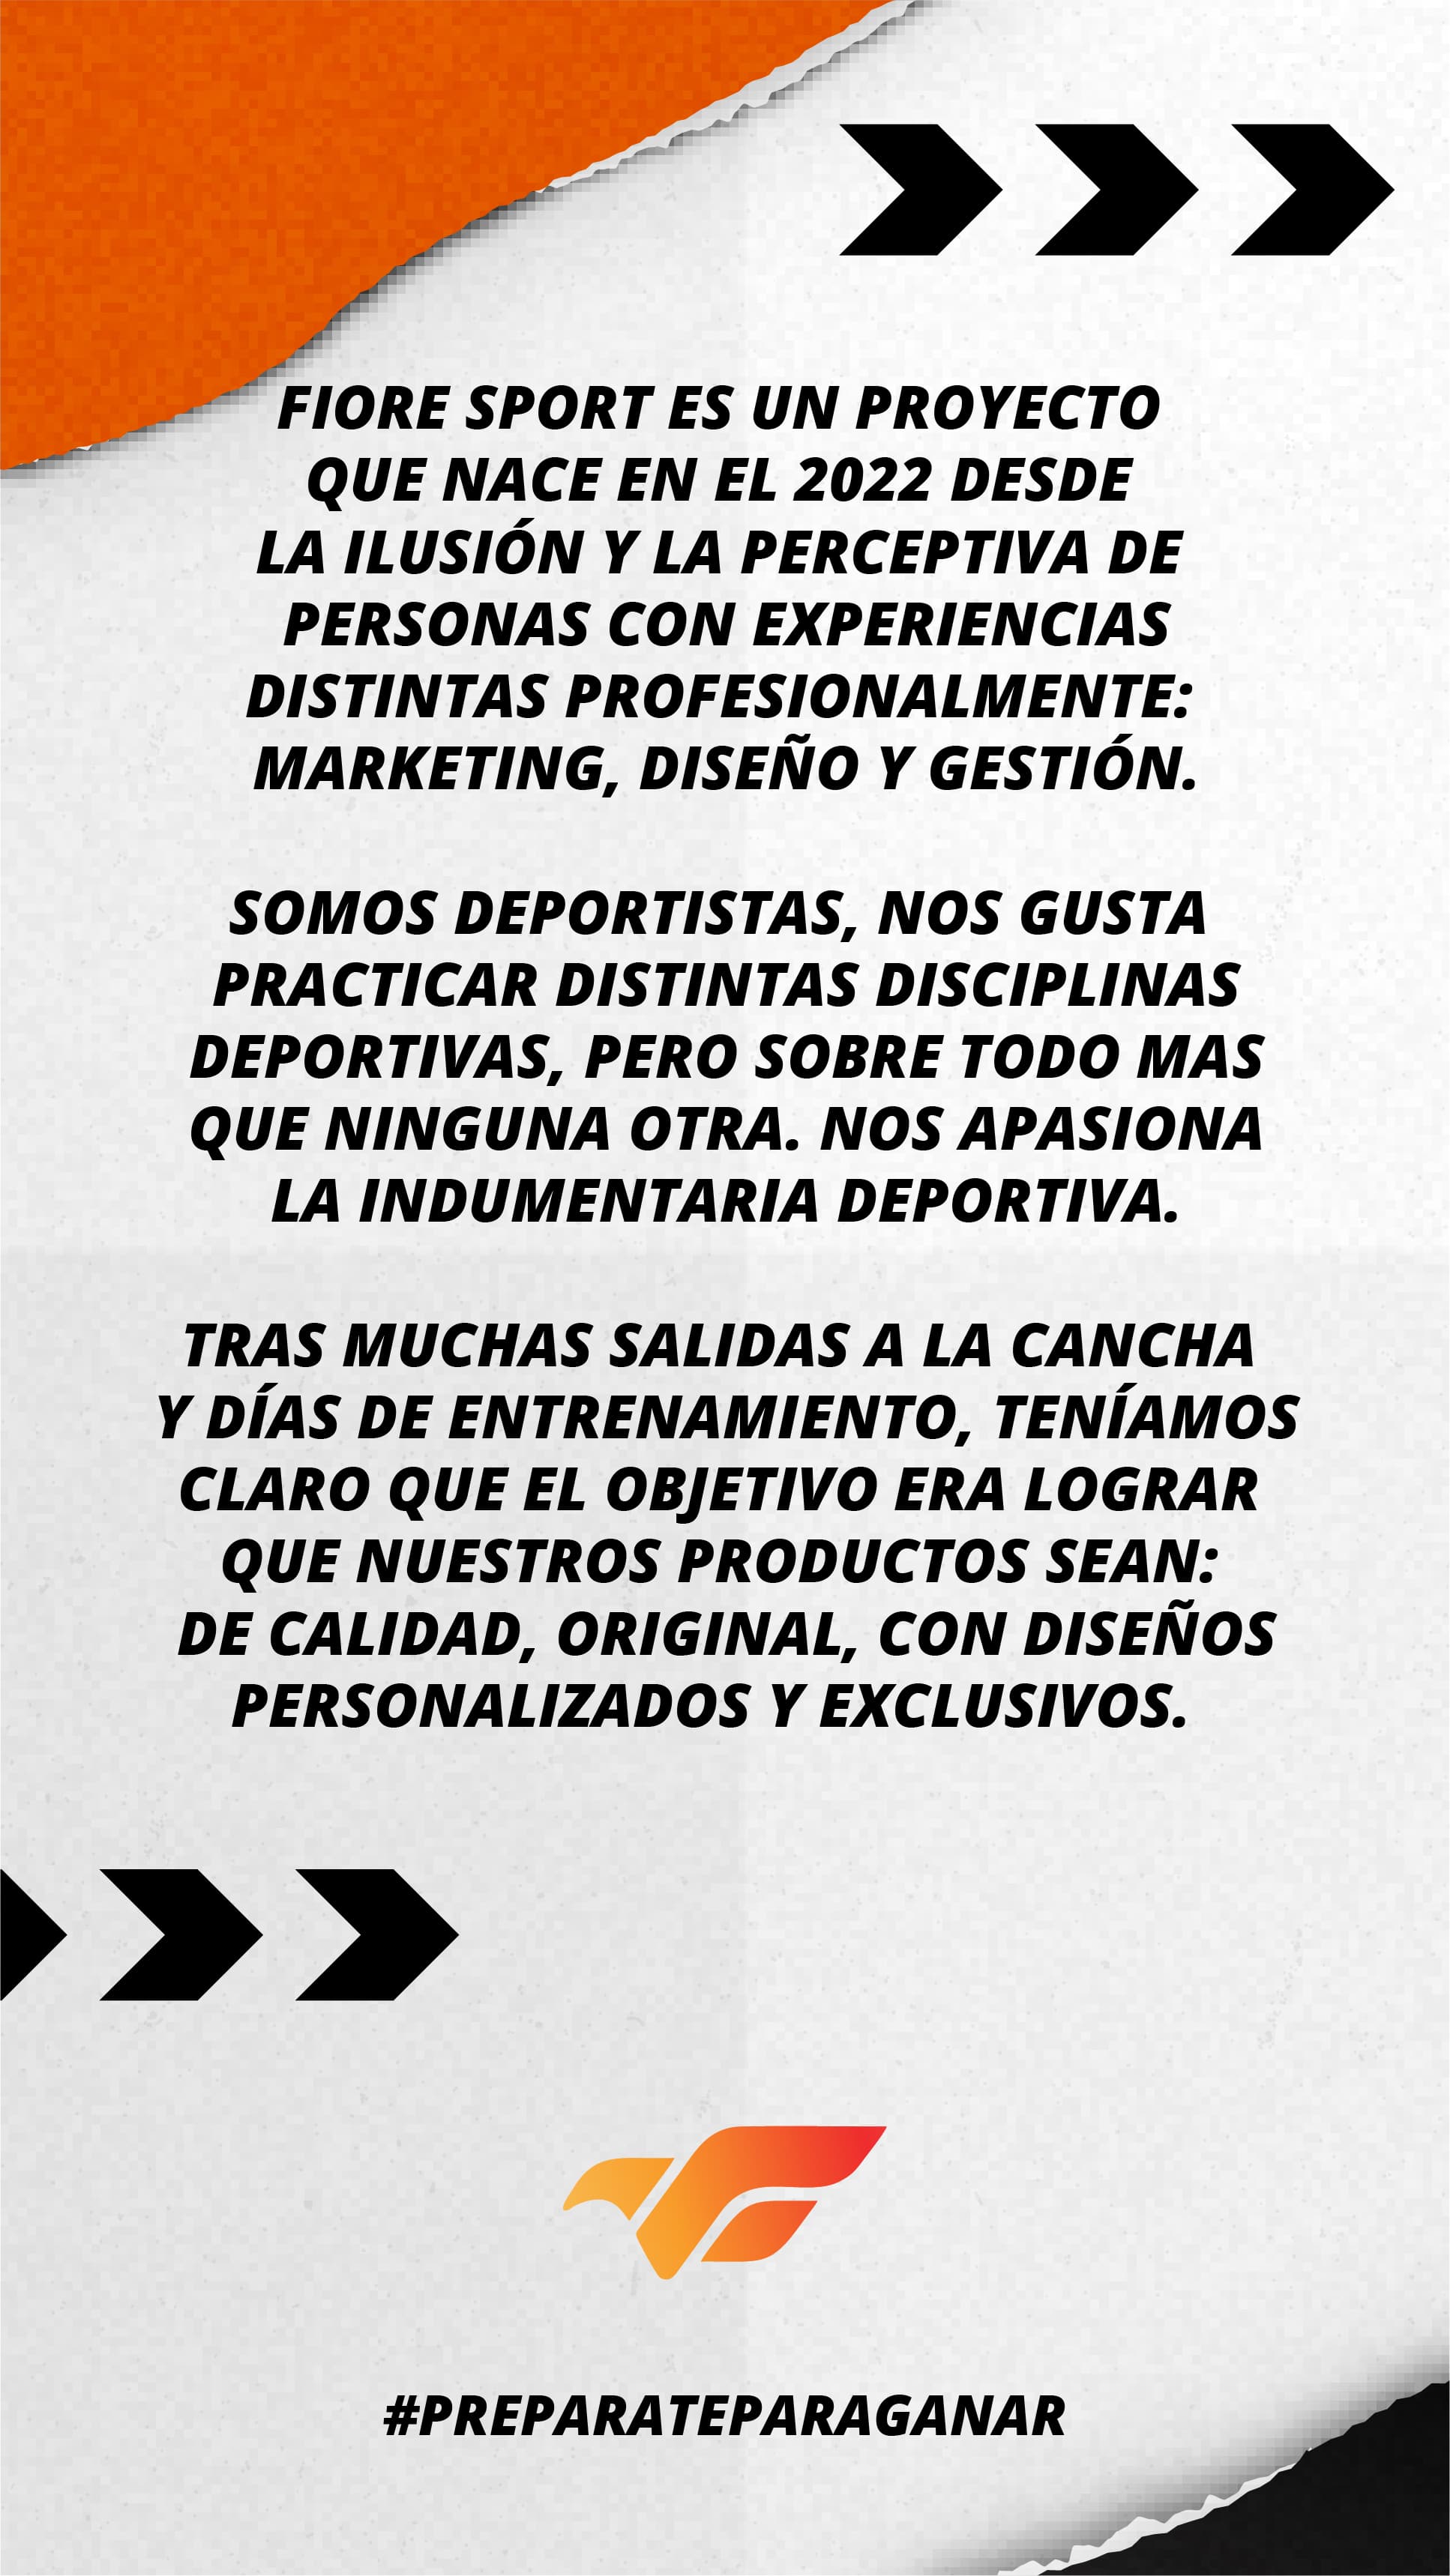 FIORE SPORT ES UN PROYECTO
QUE NACE EN EL 2022 DESDE
LA ILUSIÓN Y LA PERCEPTIVA DE
PERSONAS CON EXPERIENCIAS
DISTINTAS PROFESIONALMENTE:
MARKETING, DISEÑO Y GESTIÓN.
SOMOS DEPORTISTAS, NOS GUSTA
PRACTICAR DISTINTAS DISCIPLINAS
DEPORTIVAS, PERO SOBRE TODO MAS
QUE NINGUNA OTRA. NOS APASIONA
LA INDUMENTARIA DEPORTIVA.
TRAS MUCHAS SALIDAS A LA CANCHA
Y DÍAS DE ENTRENAMIENTO, TENÍAMOS
CLARO QUE EL OBJETIVO ERA LOGRAR
QUE NUESTROS PRODUCTOS SEAN:
DE CALIDAD, ORIGINAL, CON DISEÑOS
PERSONALIZADOS Y EXCLUSIVOS.
#PREPARATEPARAGANAR